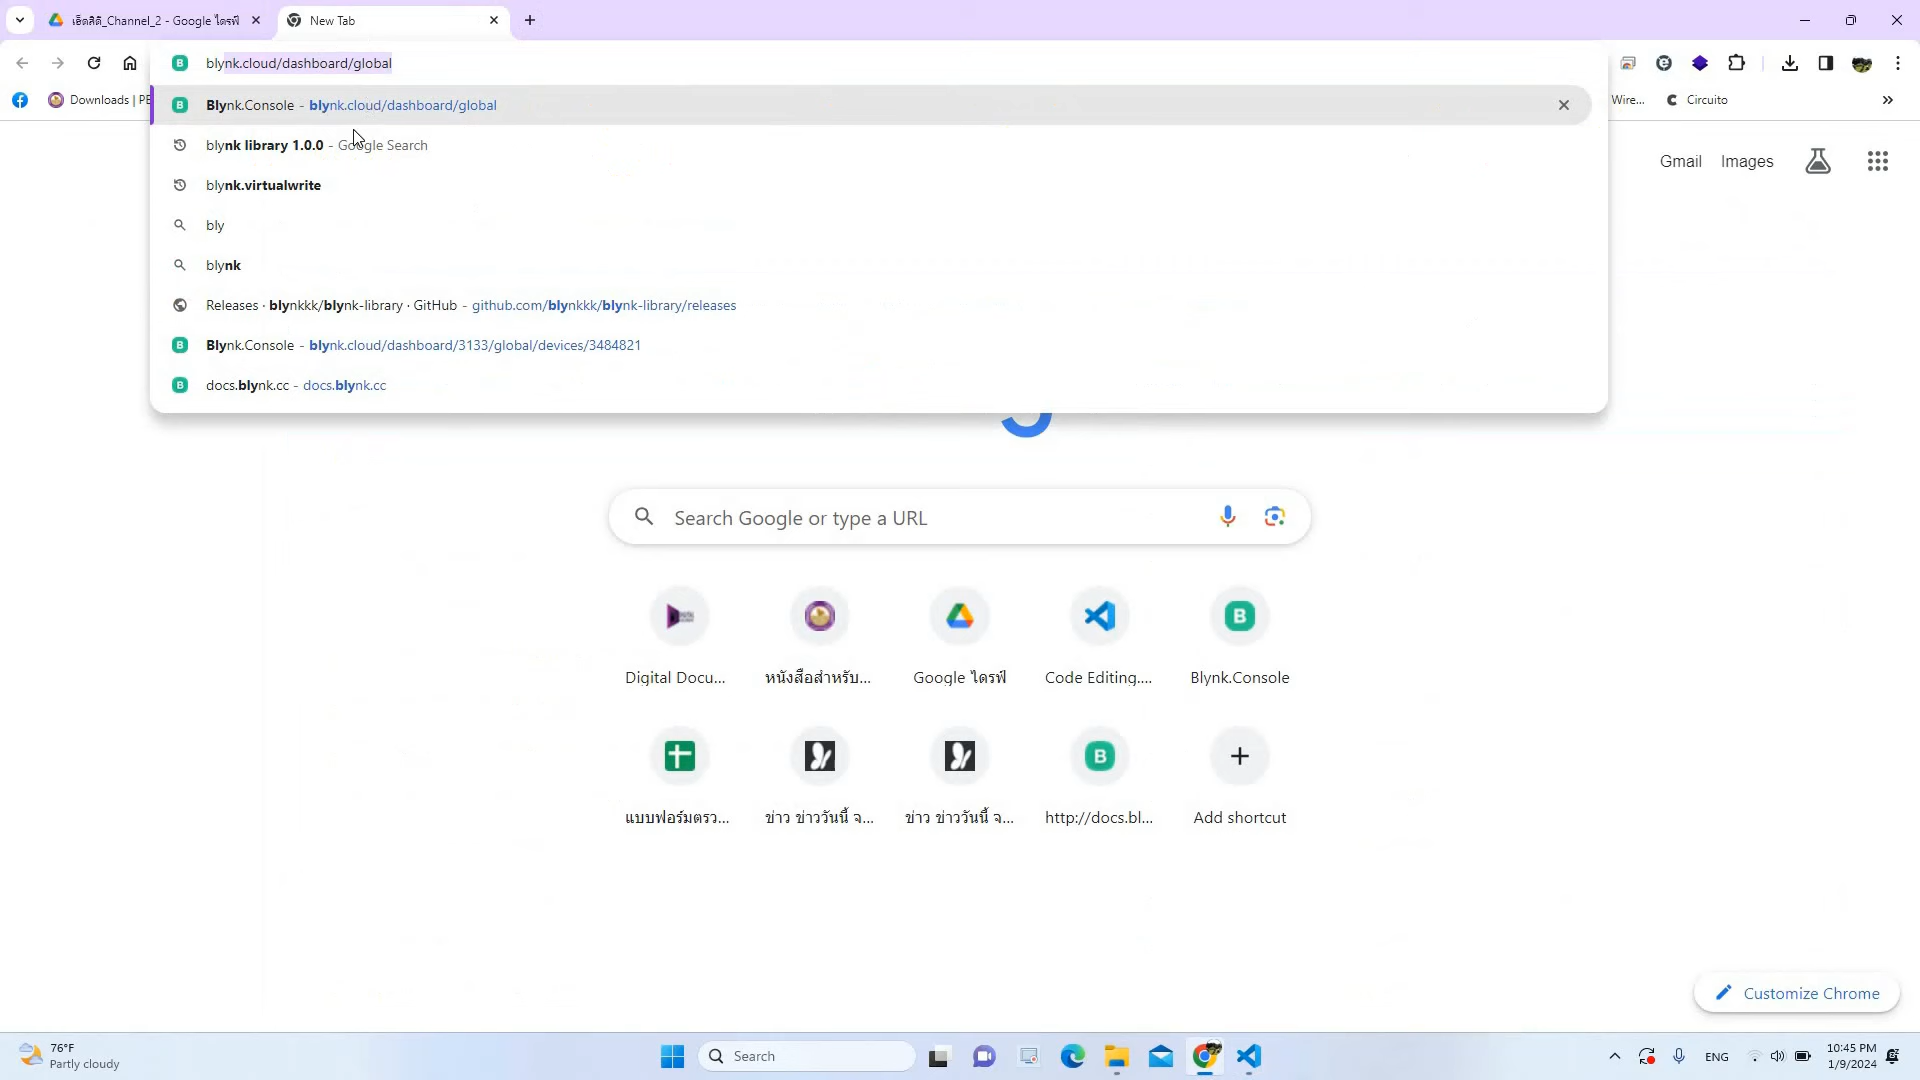 เฮ็ดสิดิ_Channel_2 - Google ไดรฟ์
New Tab
blynk.cloud/dashboard/global
Downloads | PE
Wire...
Circuito
Blynk.Console - blynk.cloud/dashboard/global
blynk library 1.0.0 - Google Search
blynk.virtualwrite
bly
blynk
Releases · blynkkk/blynk-library · GitHub - github.com/blynkkk/blynk-library/releases
Blynk.Console - blynk.cloud/dashboard/3133/global/devices/3484821
docs.blynk.cc - docs.blynk.cc
Gmail
Images
Search Google or type a URL
Digital Docu...
หนังสือสำหรับ...
Google ไดรฟ์
Code Editing....
Blynk.Console
แบบฟอร์มตรว...
ข่าว ข่าววันนี้ จ...
ข่าว ข่าววันนี้ จ...
http://docs.bl...
Add shortcut
Customize Chrome
76°F
Partly cloudy
Search
ENG
10:45 PM
1/9/2024